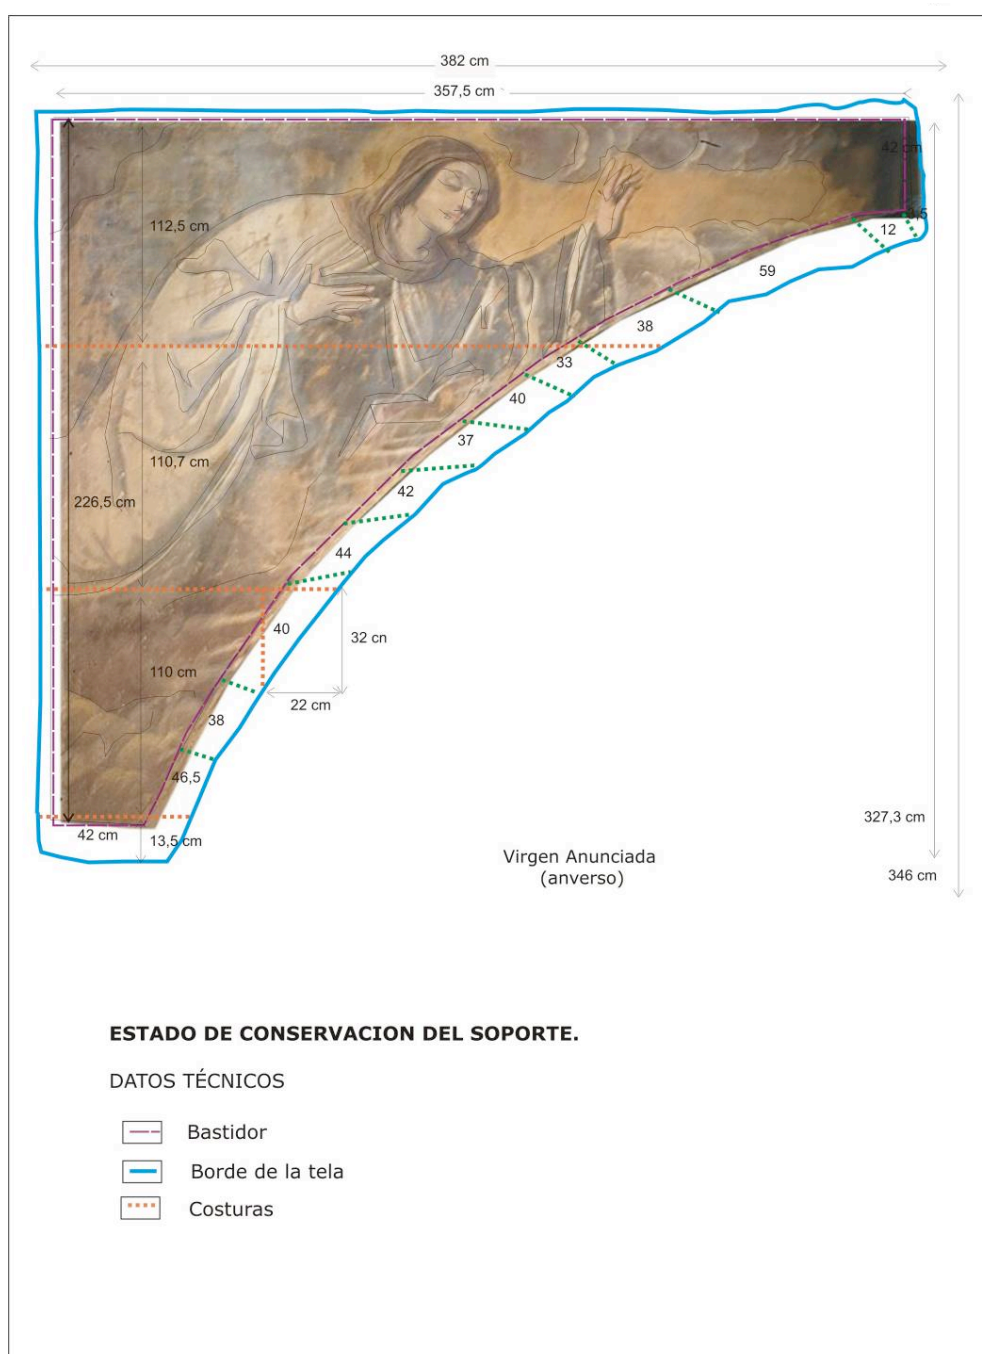 382 cm
357,5 cm
42 cm
3,5
12
112,5 cm
59
38
33
40
37
110,7 cm
42
226,5 cm
44
40
32 cn
110 cm
22 cm
38
46,5
42 cm
13,5 cm
327,3 cm
346 cm
Virgen Anunciada
(anverso)
ESTADO DE CONSERVACION DEL SOPORTE.
DATOS TÉCNICOS
Bastidor
Borde de la tela
Costuras